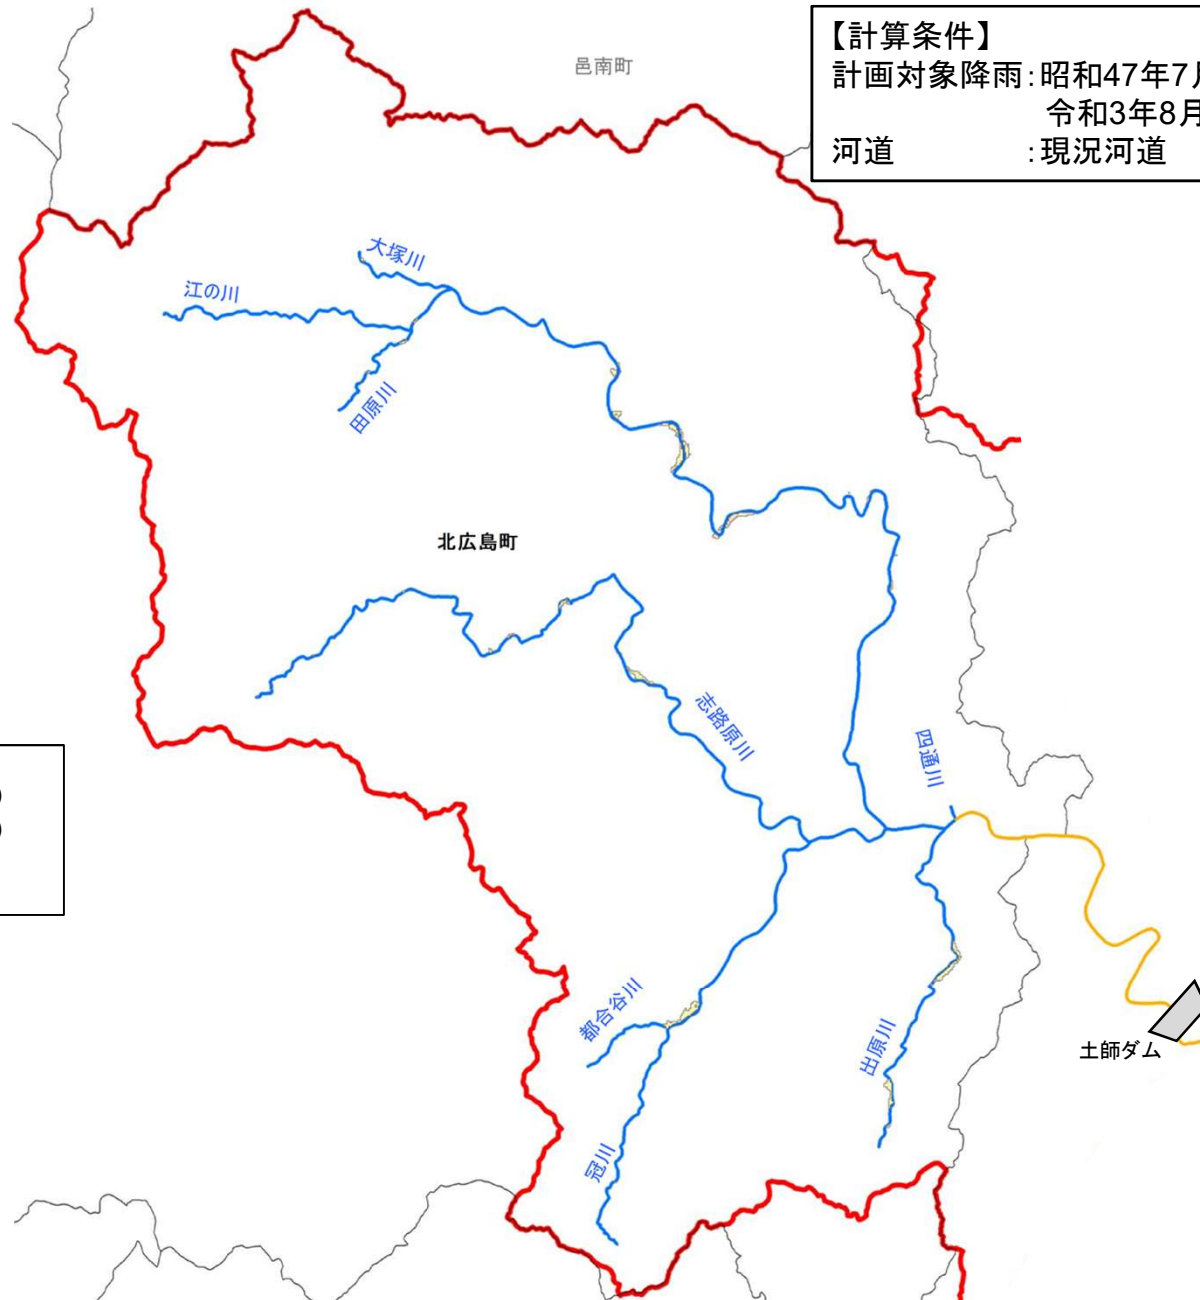 【計算条件】
計画対象降雨:昭和47年7月
令和3年8月
河道 :現況河道
邑南町
大塚川
江の川
田原川
北広島町
志路原川
四通川
都合谷川
出原川
土師ダム
冠川